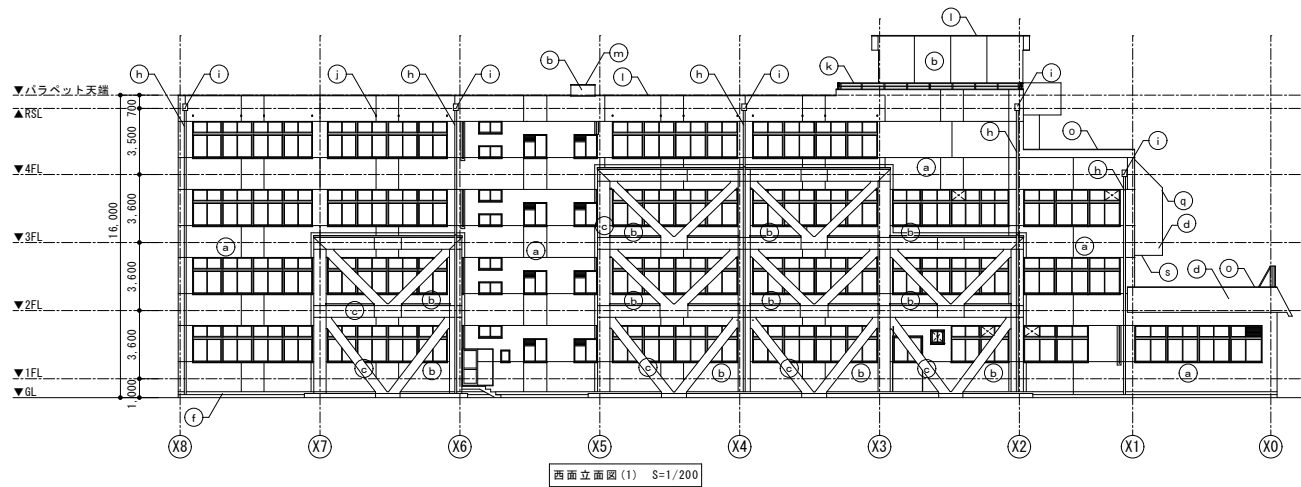 l
h
i
j
h
i
b
m
l
h
i
k
b
i
▼パラペット天端
700
▲RSL
3,500
h
o
i
a
▼4FL
h
q
3,600
16,000
c
b
b
b
d
▼3FL
a
a
a
s
3,600
d
o
b
b
b
b
▼2FL
c
3,600
c
b
c
b
c
b
c
b
a
▼1FL
1,000
▼GL
f
X8
X7
X6
X5
X4
X3
X2
X1
X0
西面立面図(1) S=1/200